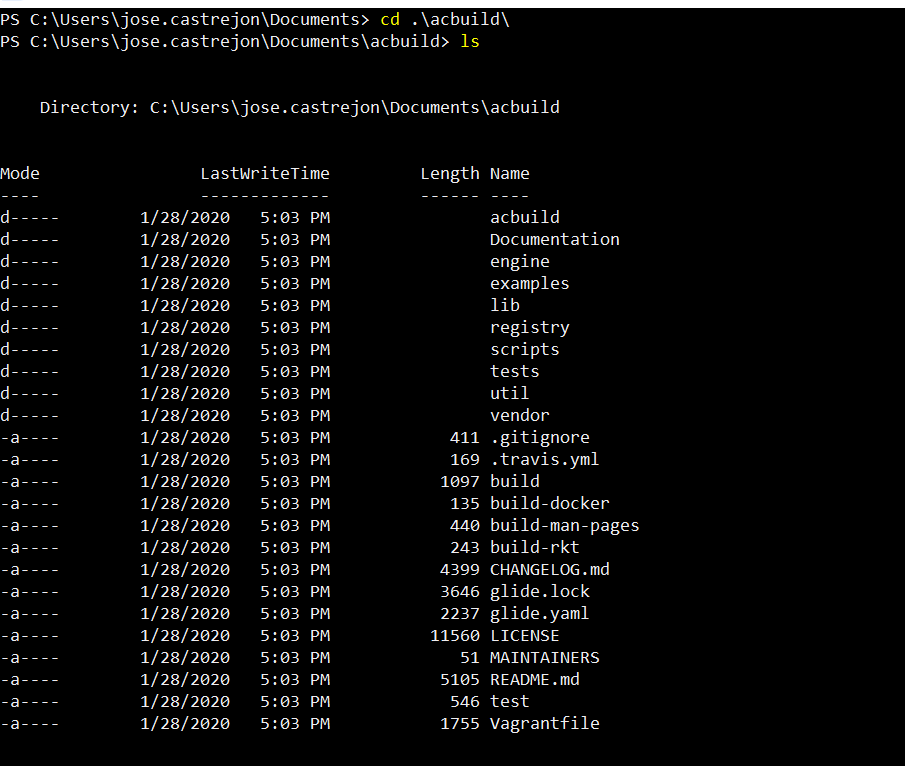 PS C:\Users\jose.castrejon\Documents> cd .\acbuild\
PS C:\Users\jose.castrejon\Documents\acbuild> ls
    Directory: C:\Users\jose.castrejon\Documents\acbuild
Mode                LastWriteTime         Length Name
----                -------------         ------ ----
d-----        1/28/2020   5:03 PM                acbuild
d-----        1/28/2020   5:03 PM                Documentation
d-----        1/28/2020   5:03 PM                engine
d-----        1/28/2020   5:03 PM                examples
d-----        1/28/2020   5:03 PM                lib
d-----        1/28/2020   5:03 PM                registry
d-----        1/28/2020   5:03 PM                scripts
d-----        1/28/2020   5:03 PM                tests
d-----        1/28/2020   5:03 PM                util
d-----        1/28/2020   5:03 PM                vendor
-a----        1/28/2020   5:03 PM            411 .gitignore
-a----        1/28/2020   5:03 PM            169 .travis.yml
-a----        1/28/2020   5:03 PM           1097 build
-a----        1/28/2020   5:03 PM            135 build-docker
-a----        1/28/2020   5:03 PM            440 build-man-pages
-a----        1/28/2020   5:03 PM            243 build-rkt
-a----        1/28/2020   5:03 PM           4399 CHANGELOG.md
-a----        1/28/2020   5:03 PM           3646 glide.lock
-a----        1/28/2020   5:03 PM           2237 glide.yaml
-a----        1/28/2020   5:03 PM          11560 LICENSE
-a----        1/28/2020   5:03 PM             51 MAINTAINERS
-a----        1/28/2020   5:03 PM           5105 README.md
-a----        1/28/2020   5:03 PM            546 test
-a----        1/28/2020   5:03 PM           1755 Vagrantfile